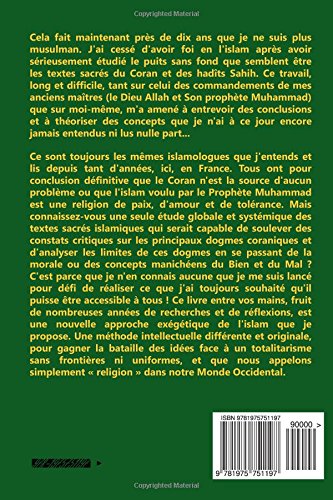 Cela fait maintenant près de dix ans que je ne suis plus
musulman. J'ai cessé d'avoir foi en l'islam après avoir
sérieusement étudié le puits sans fond que semblent être
les textes sacrés du Coran et des hadîts Sahih. Ce travail,
long et difficile, tant sur celui des commandements de mes
anciens maîtres (le Dieu Allah et Son prophète Muhammad)
que sur moi-même, m'a amené à entrevoir des conclusions
et à théoriser des concepts que je n'ai à ce jour encore
jamais entendus ni lus nulle part...
Ce sont toujours les mêmes islamologues que j'entends et
lis depuis tant d'années, ici, en France. Tous ont pour
conclusion définitive que le Coran n'est la source d'aucun
problème ou que l'islam voulu par le Prophète Muhammad
est une religion de paix, d'amour et de tolérance. Mais
connaissez-vous une seule étude globale et systémique des
textes sacrés islamiques qui serait capable de soulever des
constats critiques sur les principaux dogmes coraniques et
d'analyser les limites de ces dogmes en se passant de la
morale ou des concepts manichéens du Bien et du Mal ?
C'est parce que je n'en connais aucune que je me suis lancé
pour défi de réaliser ce que j'ai toujours souhaité qu'il
puisse être accessible à tous ! Ce livre entre vos mains, fruit
de nombreuses années de recherches et de réflexions, est
une nouvelle approche exégétique de l'islam que je
propose. Une méthode intellectuelle différente et originale,
pour gagner la bataille des idées face à un totalitarisme
sans frontières ni uniformes, et que nous appelons
simplement « religion » dans notre Monde Occidental.
ISBN 9781975751197
90000 >
9 781975 751197